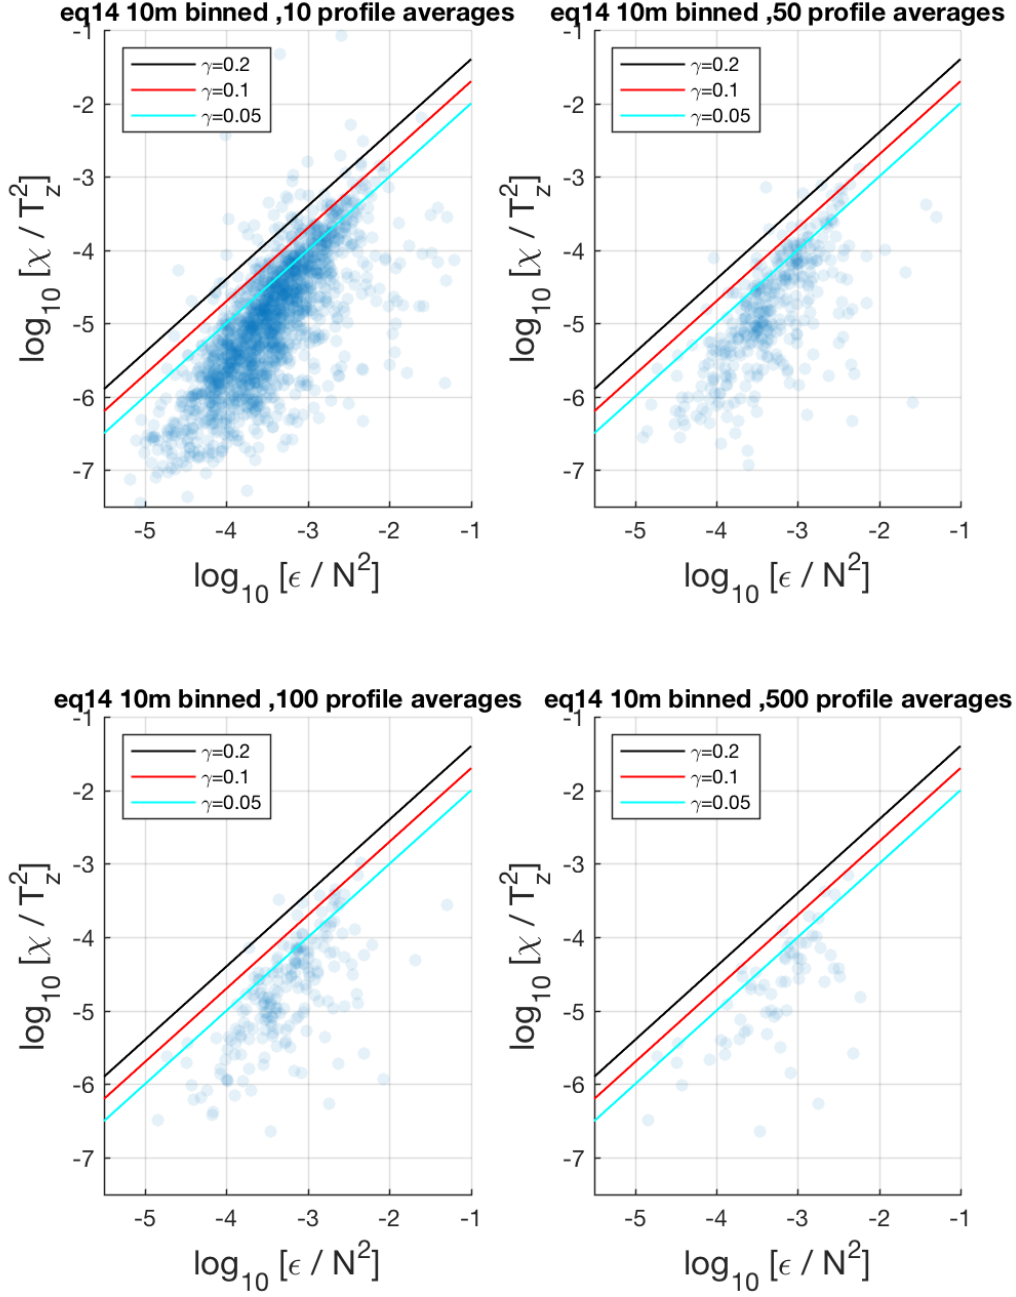 eq14 10m binned ,10 profile averages
-1
γ=0.2
γ=0.1
γ=0.05
-2
-3
-4
-5
-6
-7
log10 [χ / T²z]
-5 -4 -3 -2 -1
log10 [ϵ / N²]
eq14 10m binned ,50 profile averages
-1
γ=0.2
γ=0.1
γ=0.05
-2
-3
-4
-5
-6
-7
log10 [χ / T²z]
-5 -4 -3 -2 -1
log10 [ϵ / N²]
eq14 10m binned ,100 profile averages
-1
γ=0.2
γ=0.1
γ=0.05
-2
-3
-4
-5
-6
-7
log10 [χ / T²z]
-5 -4 -3 -2 -1
log10 [ϵ / N²]
eq14 10m binned ,500 profile averages
-1
γ=0.2
γ=0.1
γ=0.05
-2
-3
-4
-5
-6
-7
log10 [χ / T²z]
-5 -4 -3 -2 -1
log10 [ϵ / N²]